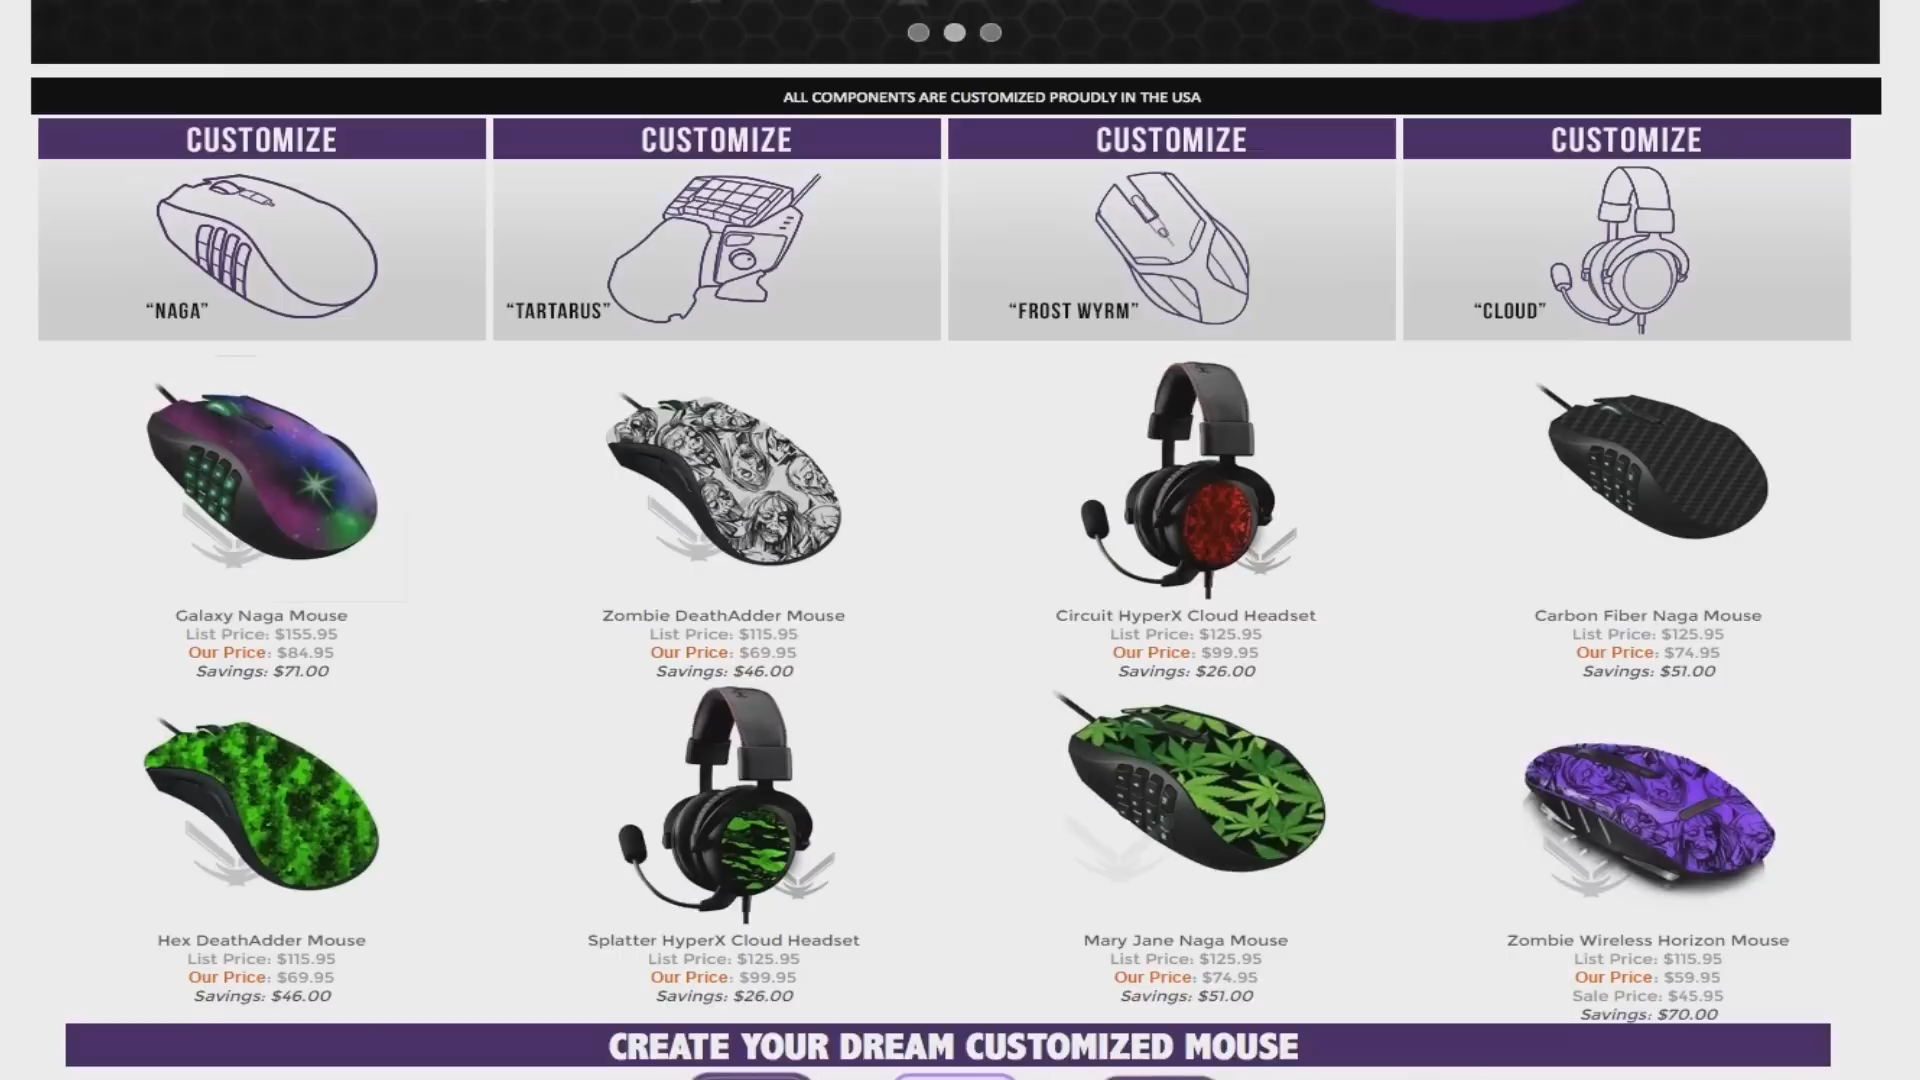 ALL COMPONENTS ARE CUSTOMIZED PROUDLY IN THE USA
CUSTOMIZE
CUSTOMIZE
CUSTOMIZE
CUSTOMIZE
“NAGA”
“TARTARUS”
“FROST WYRM”
“CLOUD”
Galaxy Naga Mouse
List Price: $155.95
Our Price: $84.95
Savings: $71.00
Zombie DeathAdder Mouse
List Price: $115.95
Our Price: $69.95
Savings: $46.00
Circuit HyperX Cloud Headset
List Price: $125.95
Our Price: $99.95
Savings: $26.00
Carbon Fiber Naga Mouse
List Price: $125.95
Our Price: $74.95
Savings: $51.00
Hex DeathAdder Mouse
List Price: $115.95
Our Price: $69.95
Savings: $46.00
Splatter HyperX Cloud Headset
List Price: $125.95
Our Price: $99.95
Savings: $26.00
Mary Jane Naga Mouse
List Price: $125.95
Our Price: $74.95
Savings: $51.00
Zombie Wireless Horizon Mouse
List Price: $115.95
Our Price: $59.95
Sale Price: $45.95
Savings: $70.00
CREATE YOUR DREAM CUSTOMIZED MOUSE